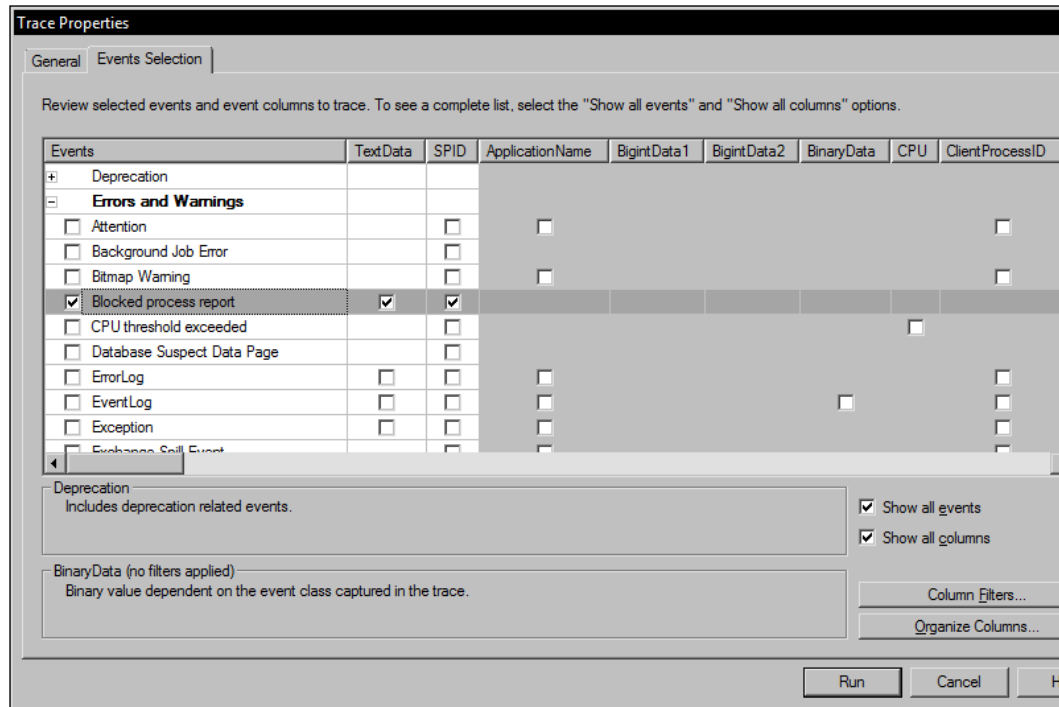 Trace Properties
General Events Selection
Review selected events and event columns to trace. To see a complete list, select the "Show all events" and "Show all columns" options.
Events TextData SPID ApplicationName BigintData1 BigintData2 BinaryData CPU ClientProcessID
Deprecation
Errors and Warnings
Attention
Background Job Error
Bitmap Warning
Blocked process report
CPU threshold exceeded
Database Suspect Data Page
ErrorLog
EventLog
Exception
Exchange Spill Event
Deprecation
Includes deprecation related events.
Show all events
Show all columns
BinaryData (no filters applied)
Binary value dependent on the event class captured in the trace.
Column Filters...
Organize Columns...
Run Cancel H